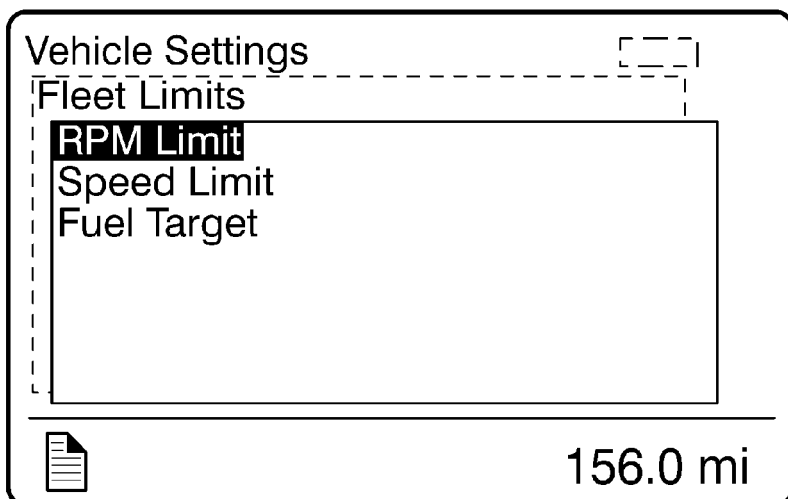 Vehicle Settings
Fleet Limits
RPM Limit
Speed Limit
Fuel Target
156.0 mi